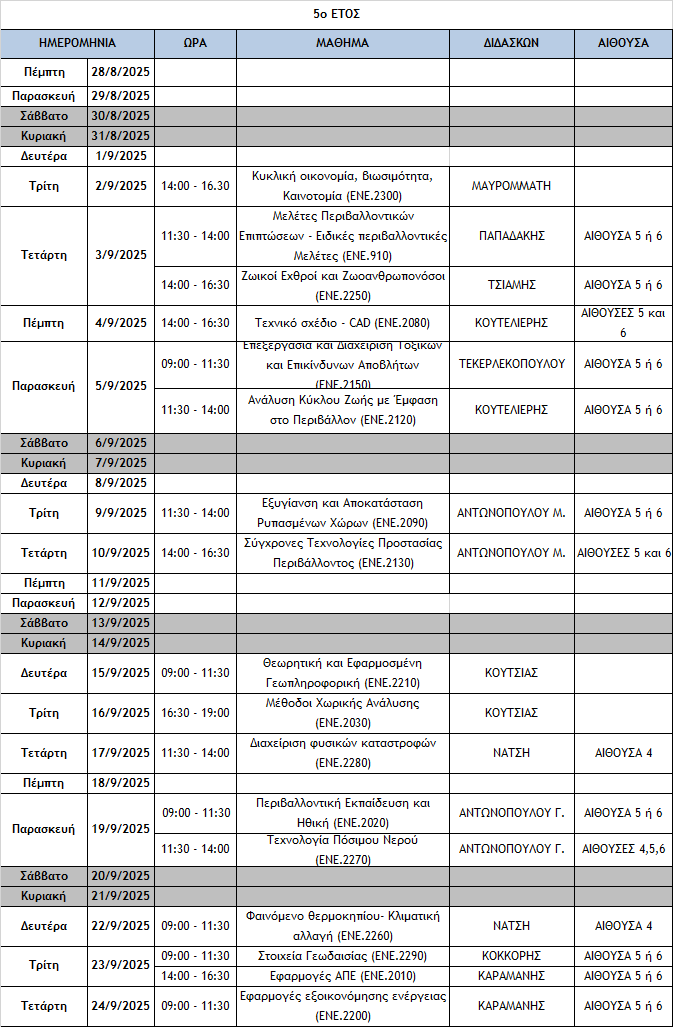 5ο ΕΤΟΣ
ΗΜΕΡΟΜΗΝΙΑ ΩΡΑ ΜΑΘΗΜΑ ΔΙΔΑΣΚΩΝ ΑΙΘΟΥΣΑ
Πέμπτη 28/8/2025
Παρασκευή 29/8/2025
Σάββατο 30/8/2025
Κυριακή 31/8/2025
Δευτέρα 1/9/2025
Τρίτη 2/9/2025 14:00 - 16.30 Κυκλική οικονομία, βιωσιμότητα,
Καινοτομία (ENE.2300) ΜΑΥΡΟΜΜΑΤΗ
Τετάρτη 3/9/2025 11:30 - 14:00 Μελέτες Περιβαλλοντικών
Επιπτώσεων - Ειδικές περιβαλλοντικές
Μελέτες (ENE.910) ΠΑΠΑΔΑΚΗΣ ΑΙΘΟΥΣΑ 5 ή 6
14:00 - 16:30 Ζωικοί Εχθροί και Ζωοανθρωπονόσοι
(ENE.2250) ΤΣΙΑΜΗΣ ΑΙΘΟΥΣΑ 5 ή 6
Πέμπτη 4/9/2025 14:00 - 16:30 Τεχνικό σχέδιο - CAD (ENE.2080) ΚΟΥΤΕΛΙΕΡΗΣ ΑΙΘΟΥΣΕΣ 5 και
6
Παρασκευή 5/9/2025 09:00 - 11:30 Επεξεργασία και Διαχείριση Τοξικών
και Επικίνδυνων Αποβλήτων
(ENE.2150) ΤΕΚΕΡΛΕΚΟΠΟΥΛΟΥ ΑΙΘΟΥΣΑ 5 ή 6
11:30 - 14:00 Ανάλυση Κύκλου Ζωής με Έμφαση
στο Περιβάλλον (ENE.2120) ΚΟΥΤΕΛΙΕΡΗΣ ΑΙΘΟΥΣΑ 5 ή 6
Σάββατο 6/9/2025
Κυριακή 7/9/2025
Δευτέρα 8/9/2025
Τρίτη 9/9/2025 11:30 - 14:00 Εξυγίανση και Αποκατάσταση
Ρυπασμένων Χώρων (ENE.2090) ΑΝΤΩΝΟΠΟΥΛΟΥ Μ. ΑΙΘΟΥΣΑ 5 ή 6
Τετάρτη 10/9/2025 14:00 - 16:30 Σύγχρονες Τεχνολογίες Προστασίας
Περιβάλλοντος (ENE.2130) ΑΝΤΩΝΟΠΟΥΛΟΥ Μ. ΑΙΘΟΥΣΕΣ 5 και 6
Πέμπτη 11/9/2025
Παρασκευή 12/9/2025
Σάββατο 13/9/2025
Κυριακή 14/9/2025
Δευτέρα 15/9/2025 09:00 - 11:30 Θεωρητική και Εφαρμοσμένη
Γεωπληροφορική (ENE.2210) ΚΟΥΤΣΙΑΣ
Τρίτη 16/9/2025 16:30 - 19:00 Μέθοδοι Χωρικής Ανάλυσης
(ENE.2030) ΚΟΥΤΣΙΑΣ
Τετάρτη 17/9/2025 11:30 - 14:00 Διαχείριση φυσικών καταστροφών
(ENE.2280) ΝΑΤΣΗ ΑΙΘΟΥΣΑ 4
Πέμπτη 18/9/2025
Παρασκευή 19/9/2025 09:00 - 11:30 Περιβαλλοντική Εκπαίδευση και
Ηθική (ENE.2020) ΑΝΤΩΝΟΠΟΥΛΟΥ Γ. ΑΙΘΟΥΣΑ 5 ή 6
11:30 - 14:00 Τεχνολογία Πόσιμου Νερού
(ENE.2270) ΑΝΤΩΝΟΠΟΥΛΟΥ Γ. ΑΙΘΟΥΣΕΣ 4,5,6
Σάββατο 20/9/2025
Κυριακή 21/9/2025
Δευτέρα 22/9/2025 09:00 - 11:30 Φαινόμενο θερμοκηπίου- Κλιματική
αλλαγή (ENE.2260) ΝΑΤΣΗ ΑΙΘΟΥΣΑ 4
Τρίτη 23/9/2025 09:00 - 11:30 Στοιχεία Γεωδαισίας (ENE.2290) ΚΟΚΚΟΡΗΣ ΑΙΘΟΥΣΑ 5 ή 6
14:00 - 16:30 Εφαρμογές ΑΠΕ (ENE.2010) ΚΑΡΑΜΑΝΗΣ ΑΙΘΟΥΣΑ 5 ή 6
Τετάρτη 24/9/2025 09:00 - 11:30 Εφαρμογές εξοικονόμησης ενέργειας
(ENE.2200) ΚΑΡΑΜΑΝΗΣ ΑΙΘΟΥΣΑ 5 ή 6